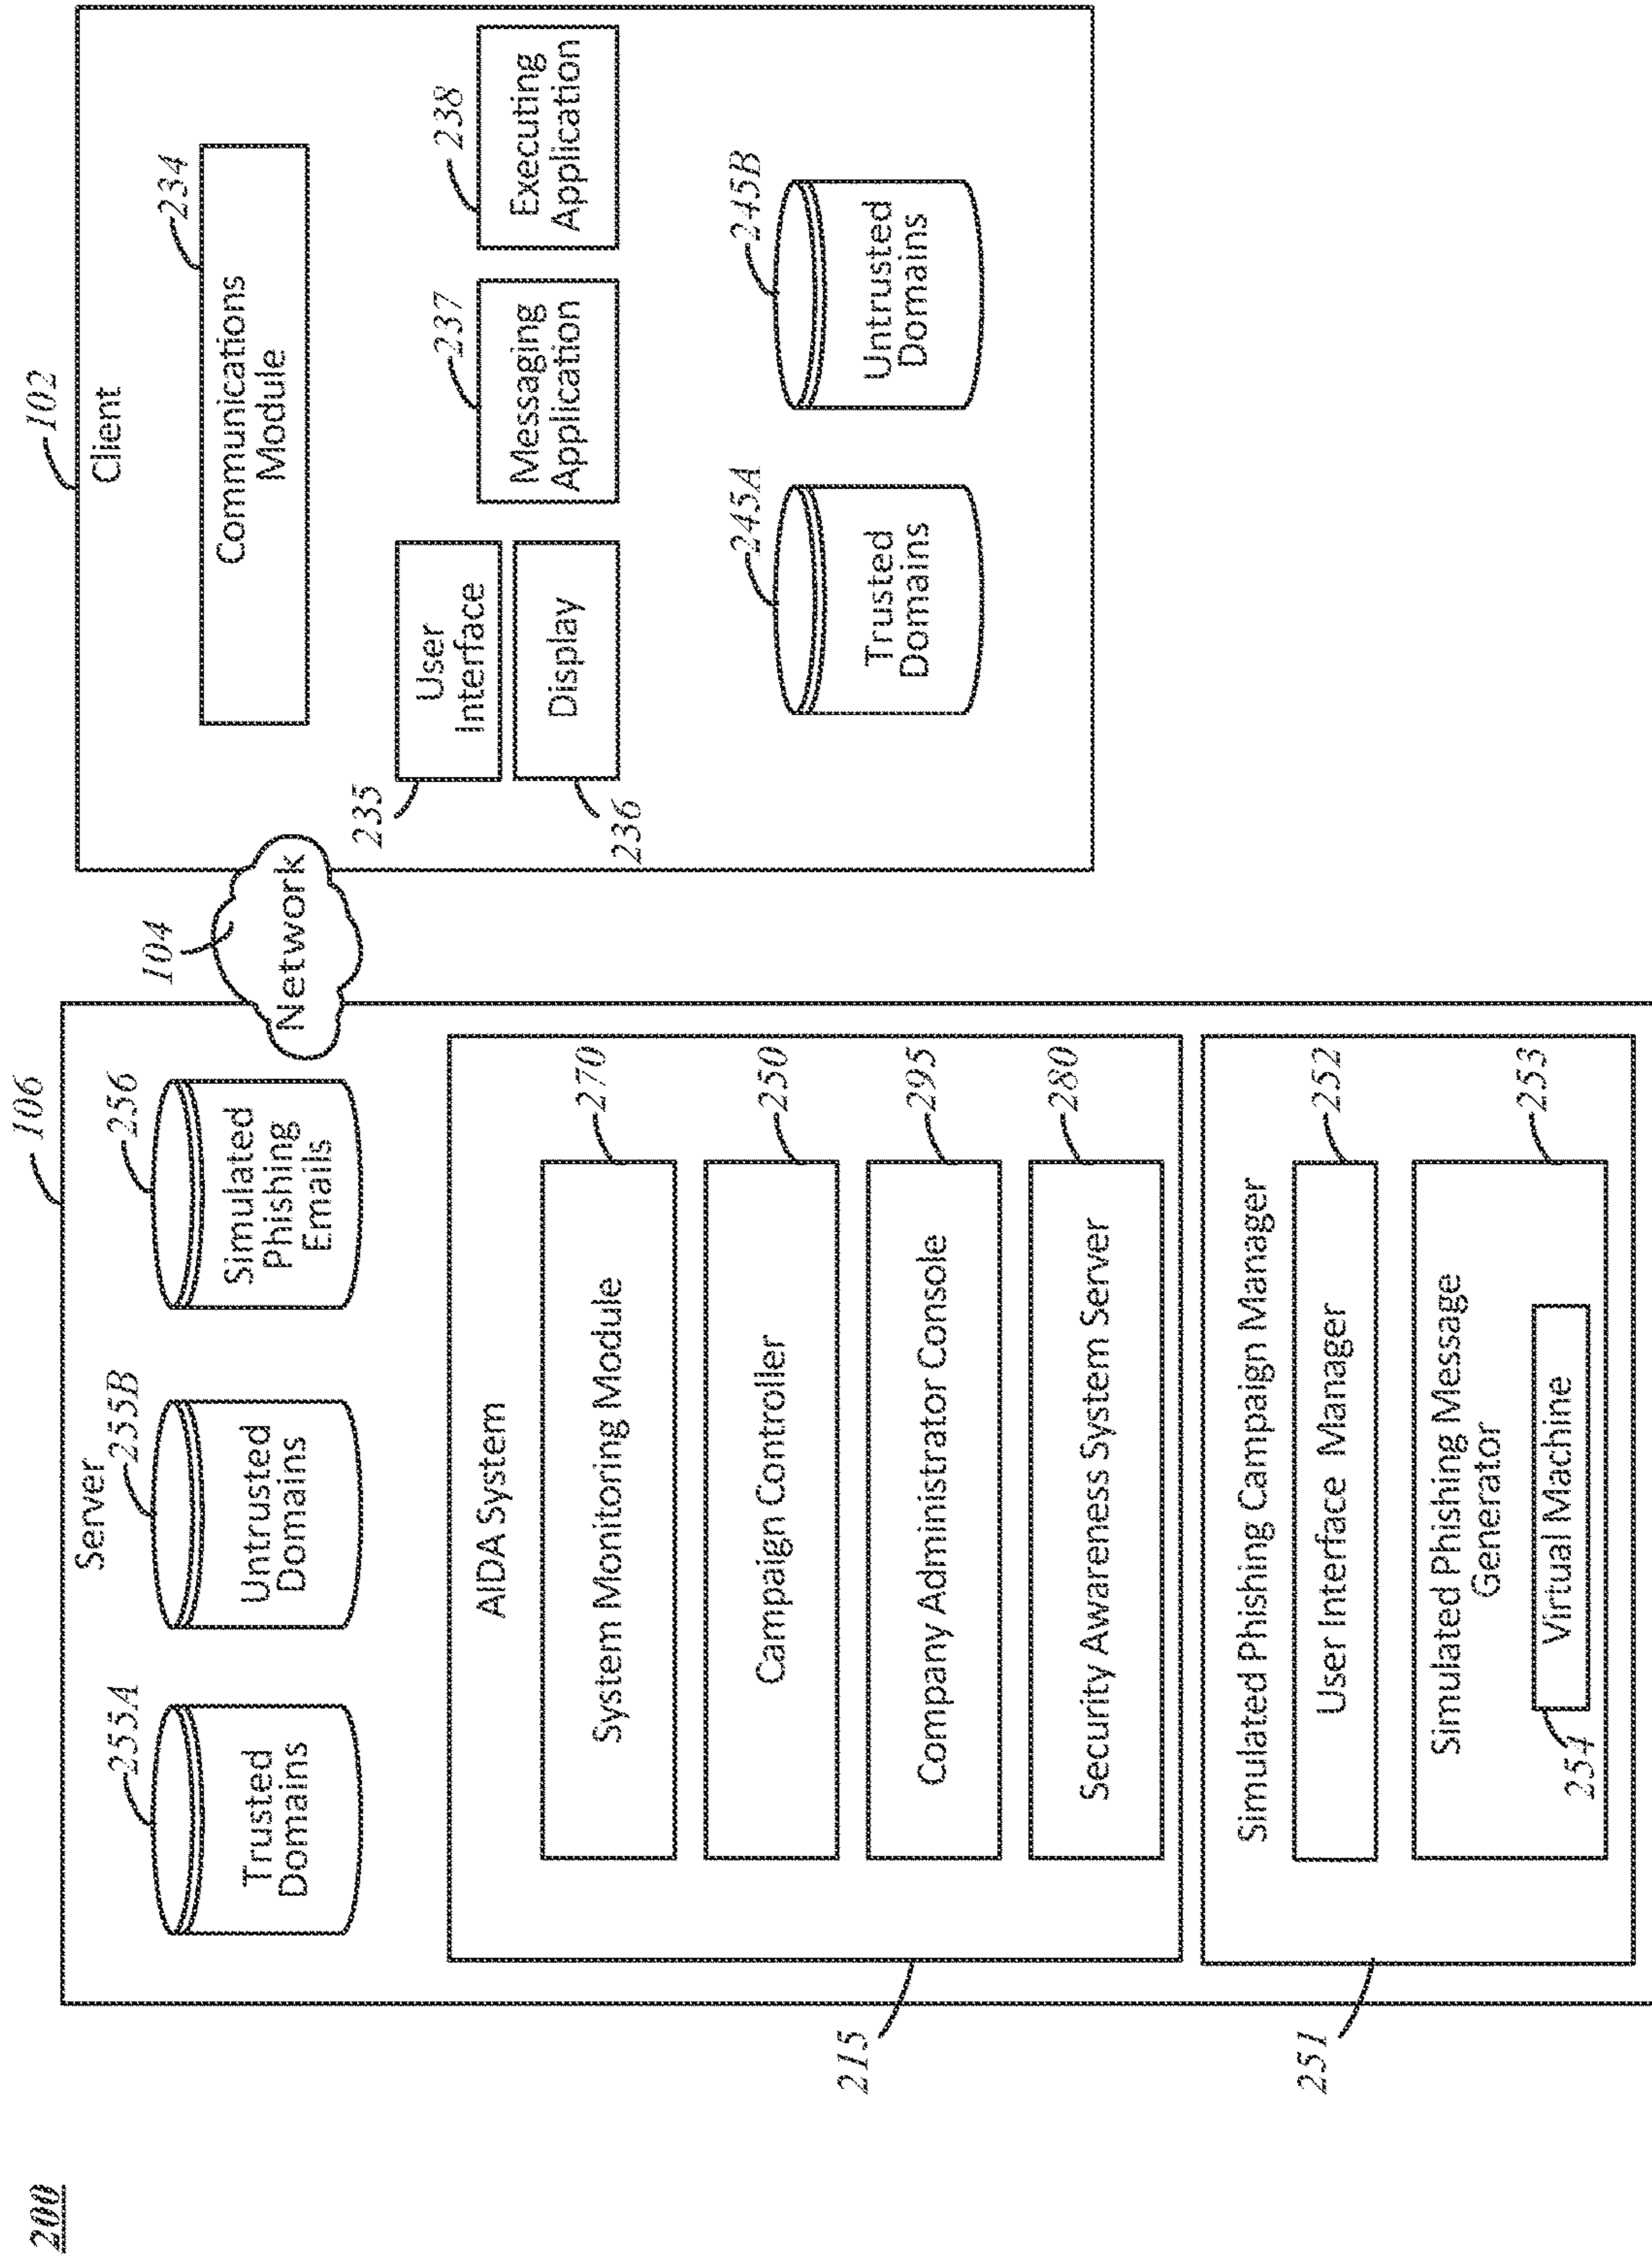 200
106
Server
255A
Trusted
Domains
255B
Untrusted
Domains
256
Simulated
Phishing
Emails
AIDA System
215
System Monitoring Module
270
Campaign Controller
250
Company Administrator Console
295
Security Awareness System Server
280
Simulated Phishing Campaign Manager
251
User Interface Manager
252
Simulated Phishing Message
Generator
253
Virtual Machine
254
104
Network
102
Client
234
Communications
Module
235
User
Interface
Display
236
237
Messaging
Application
238
Executing
Application
245A
Trusted
Domains
245B
Untrusted
Domains